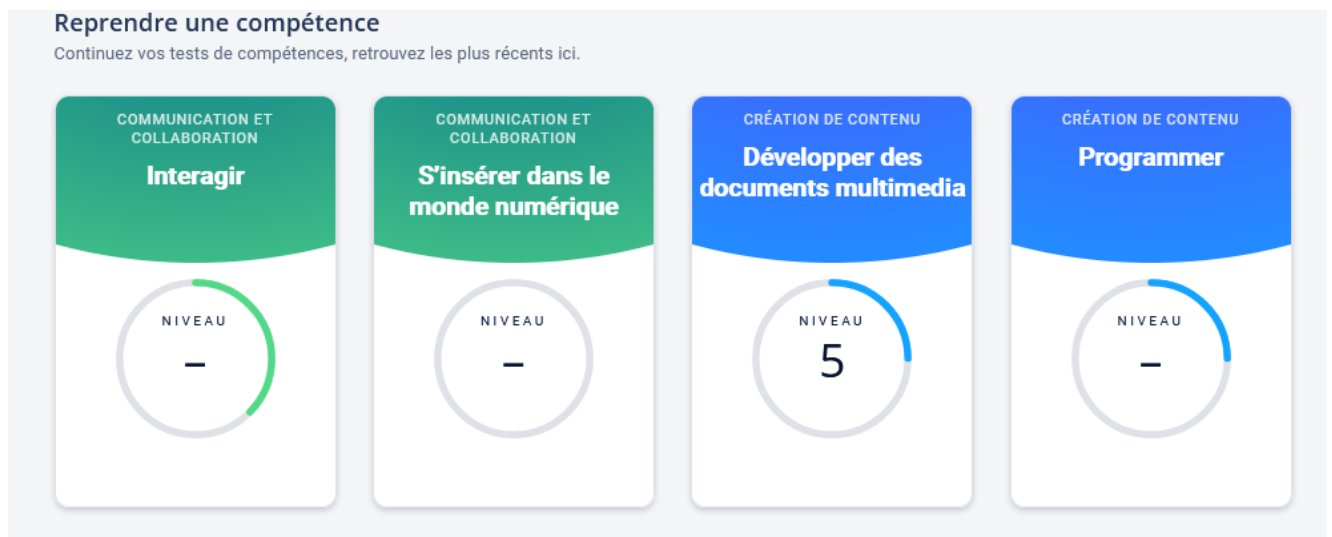 Reprendre une compétence
Continuez vos tests de compétences, retrouvez les plus récents ici.
COMMUNICATION ET
COLLABORATION
Interagir
NIVEAU
–
COMMUNICATION ET
COLLABORATION
S'insérer dans le
monde numérique
NIVEAU
–
CRÉATION DE CONTENU
Développer des
documents multimedia
NIVEAU
5
CRÉATION DE CONTENU
Programmer
NIVEAU
–